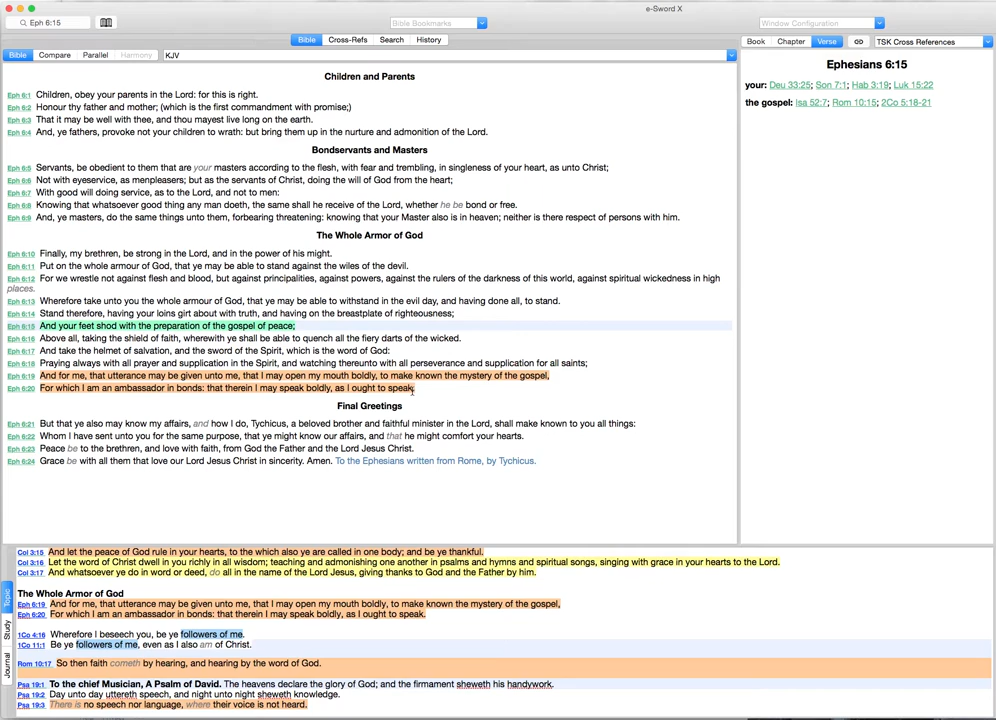 e-Sword X
Eph 6:15
Bible Bookmarks
Window Configuration
Bible Cross-Refs Search History
Book Chapter Verse TSK Cross References
Bible Compare Parallel Harmony KJV
Children and Parents
Eph 6:1 Children, obey your parents in the Lord: for this is right.
Eph 6:2 Honour thy father and mother; (which is the first commandment with promise;)
Eph 6:3 That it may be well with thee, and thou mayest live long on the earth.
Eph 6:4 And, ye fathers, provoke not your children to wrath: but bring them up in the nurture and admonition of the Lord.
Bondservants and Masters
Eph 6:5 Servants, be obedient to them that are your masters according to the flesh, with fear and trembling, in singleness of your heart, as unto Christ;
Eph 6:6 Not with eyeservice, as menpleasers; but as the servants of Christ, doing the will of God from the heart;
Eph 6:7 With good will doing service, as to the Lord, and not to men:
Eph 6:8 Knowing that whatsoever good thing any man doeth, the same shall he receive of the Lord, whether he be bond or free.
Eph 6:9 And, ye masters, do the same things unto them, forbearing threatening: knowing that your Master also is in heaven; neither is there respect of persons with him.
The Whole Armor of God
Eph 6:10 Finally, my brethren, be strong in the Lord, and in the power of his might.
Eph 6:11 Put on the whole armour of God, that ye may be able to stand against the wiles of the devil.
Eph 6:12 For we wrestle not against flesh and blood, but against principalities, against powers, against the rulers of the darkness of this world, against spiritual wickedness in high
places.
Eph 6:13 Wherefore take unto you the whole armour of God, that ye may be able to withstand in the evil day, and having done all, to stand.
Eph 6:14 Stand therefore, having your loins girt about with truth, and having on the breastplate of righteousness;
Eph 6:15 And your feet shod with the preparation of the gospel of peace;
Eph 6:16 Above all, taking the shield of faith, wherewith ye shall be able to quench all the fiery darts of the wicked.
Eph 6:17 And take the helmet of salvation, and the sword of the Spirit, which is the word of God:
Eph 6:18 Praying always with all prayer and supplication in the Spirit, and watching thereunto with all perseverance and supplication for all saints;
Eph 6:19 And for me, that utterance may be given unto me, that I may open my mouth boldly, to make known the mystery of the gospel,
Eph 6:20 For which I am an ambassador in bonds: that therein I may speak boldly, as I ought to speak.
Final Greetings
Eph 6:21 But that ye also may know my affairs, and how I do, Tychicus, a beloved brother and faithful minister in the Lord, shall make known to you all things:
Eph 6:22 Whom I have sent unto you for the same purpose, that ye might know our affairs, and that he might comfort your hearts.
Eph 6:23 Peace be to the brethren, and love with faith, from God the Father and the Lord Jesus Christ.
Eph 6:24 Grace be with all them that love our Lord Jesus Christ in sincerity. Amen. To the Ephesians written from Rome, by Tychicus.
Ephesians 6:15
your: Deu 33:25; Son 7:1; Hab 3:19; Luk 15:22
the gospel: Isa 52:7; Rom 10:15; 2Co 5:18-21
Topic
Study
Journal
Col 3:15 And let the peace of God rule in your hearts, to the which also ye are called in one body; and be ye thankful.
Col 3:16 Let the word of Christ dwell in you richly in all wisdom; teaching and admonishing one another in psalms and hymns and spiritual songs, singing with grace in your hearts to the Lord.
Col 3:17 And whatsoever ye do in word or deed, do all in the name of the Lord Jesus, giving thanks to God and the Father by him.
The Whole Armor of God
Eph 6:19 And for me, that utterance may be given unto me, that I may open my mouth boldly, to make known the mystery of the gospel,
Eph 6:20 For which I am an ambassador in bonds: that therein I may speak boldly, as I ought to speak.
1Co 4:16 Wherefore I beseech you, be ye followers of me.
1Co 11:1 Be ye followers of me, even as I also am of Christ.
Rom 10:17 So then faith cometh by hearing, and hearing by the word of God.
Psa 19:1 To the chief Musician, A Psalm of David. The heavens declare the glory of God; and the firmament sheweth his handywork.
Psa 19:2 Day unto day uttereth speech, and night unto night sheweth knowledge.
Psa 19:3 There is no speech nor language, where their voice is not heard.